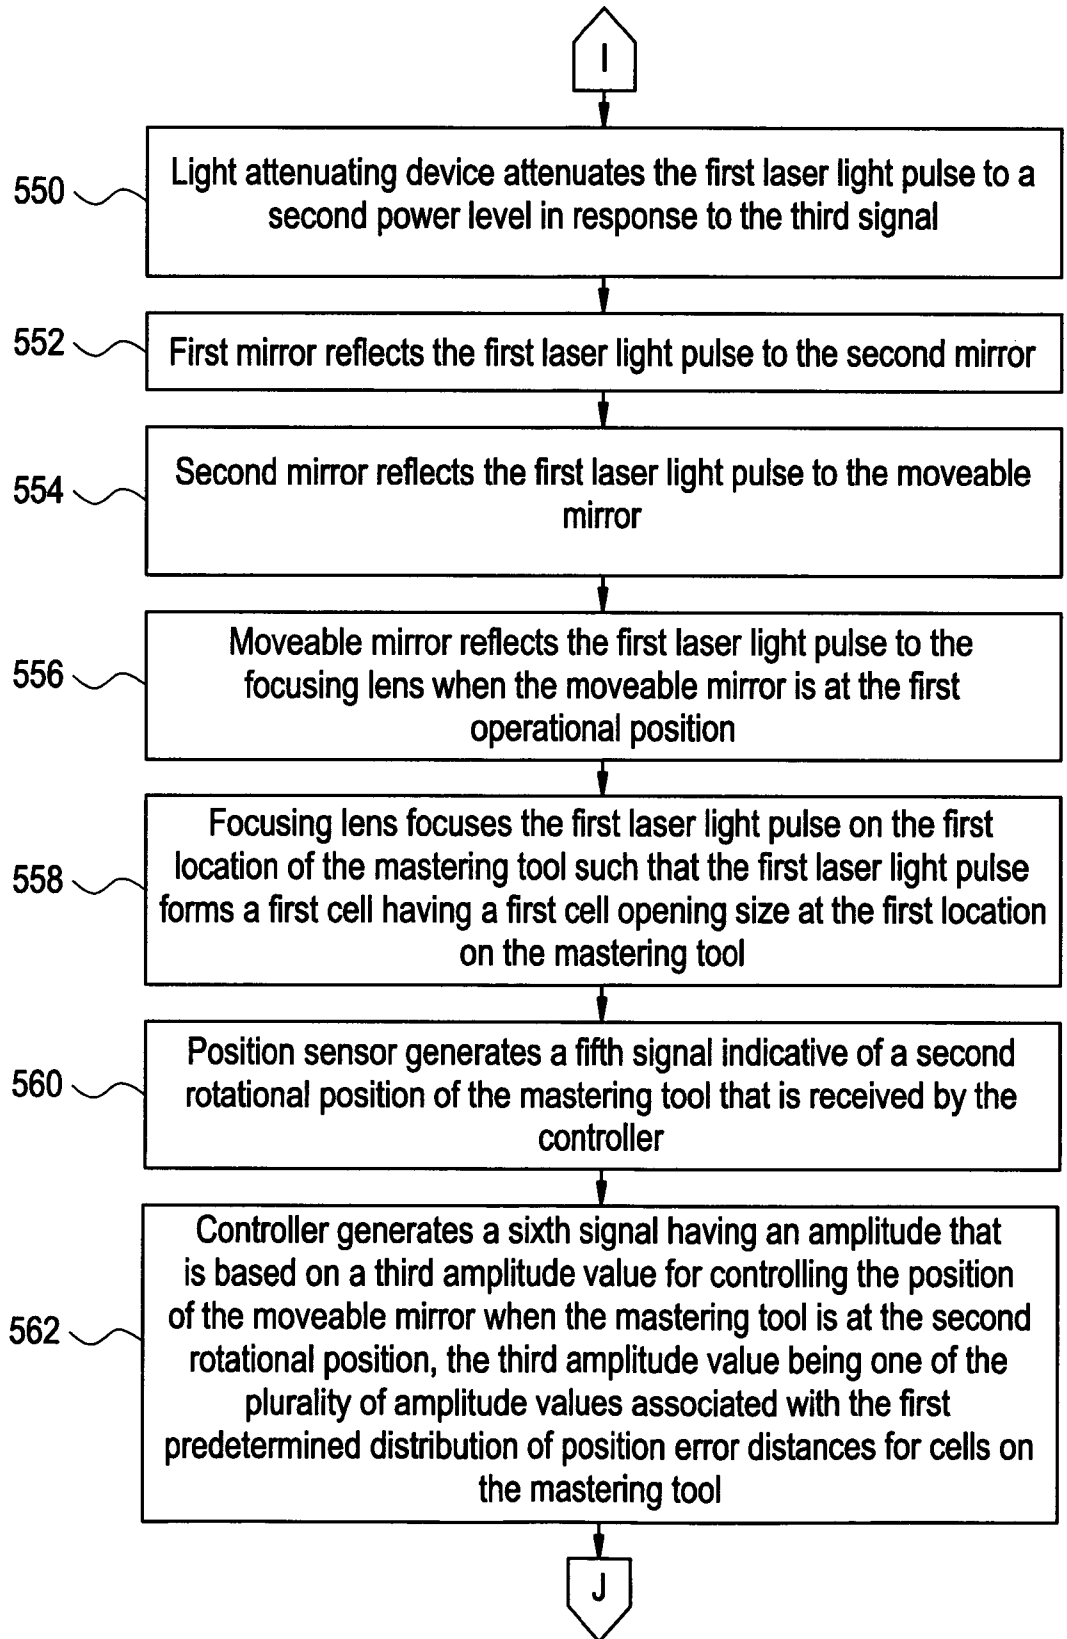 I
550
Light attenuating device attenuates the first laser light pulse to a
second power level in response to the third signal
552
First mirror reflects the first laser light pulse to the second mirror
554
Second mirror reflects the first laser light pulse to the moveable
mirror
556
Moveable mirror reflects the first laser light pulse to the
focusing lens when the moveable mirror is at the first
operational position
558
Focusing lens focuses the first laser light pulse on the first
location of the mastering tool such that the first laser light pulse
forms a first cell having a first cell opening size at the first location
on the mastering tool
560
Position sensor generates a fifth signal indicative of a second
rotational position of the mastering tool that is received by the
controller
562
Controller generates a sixth signal having an amplitude that
is based on a third amplitude value for controlling the position
of the moveable mirror when the mastering tool is at the second
rotational position, the third amplitude value being one of the
plurality of amplitude values associated with the first
predetermined distribution of position error distances for cells on
the mastering tool
J